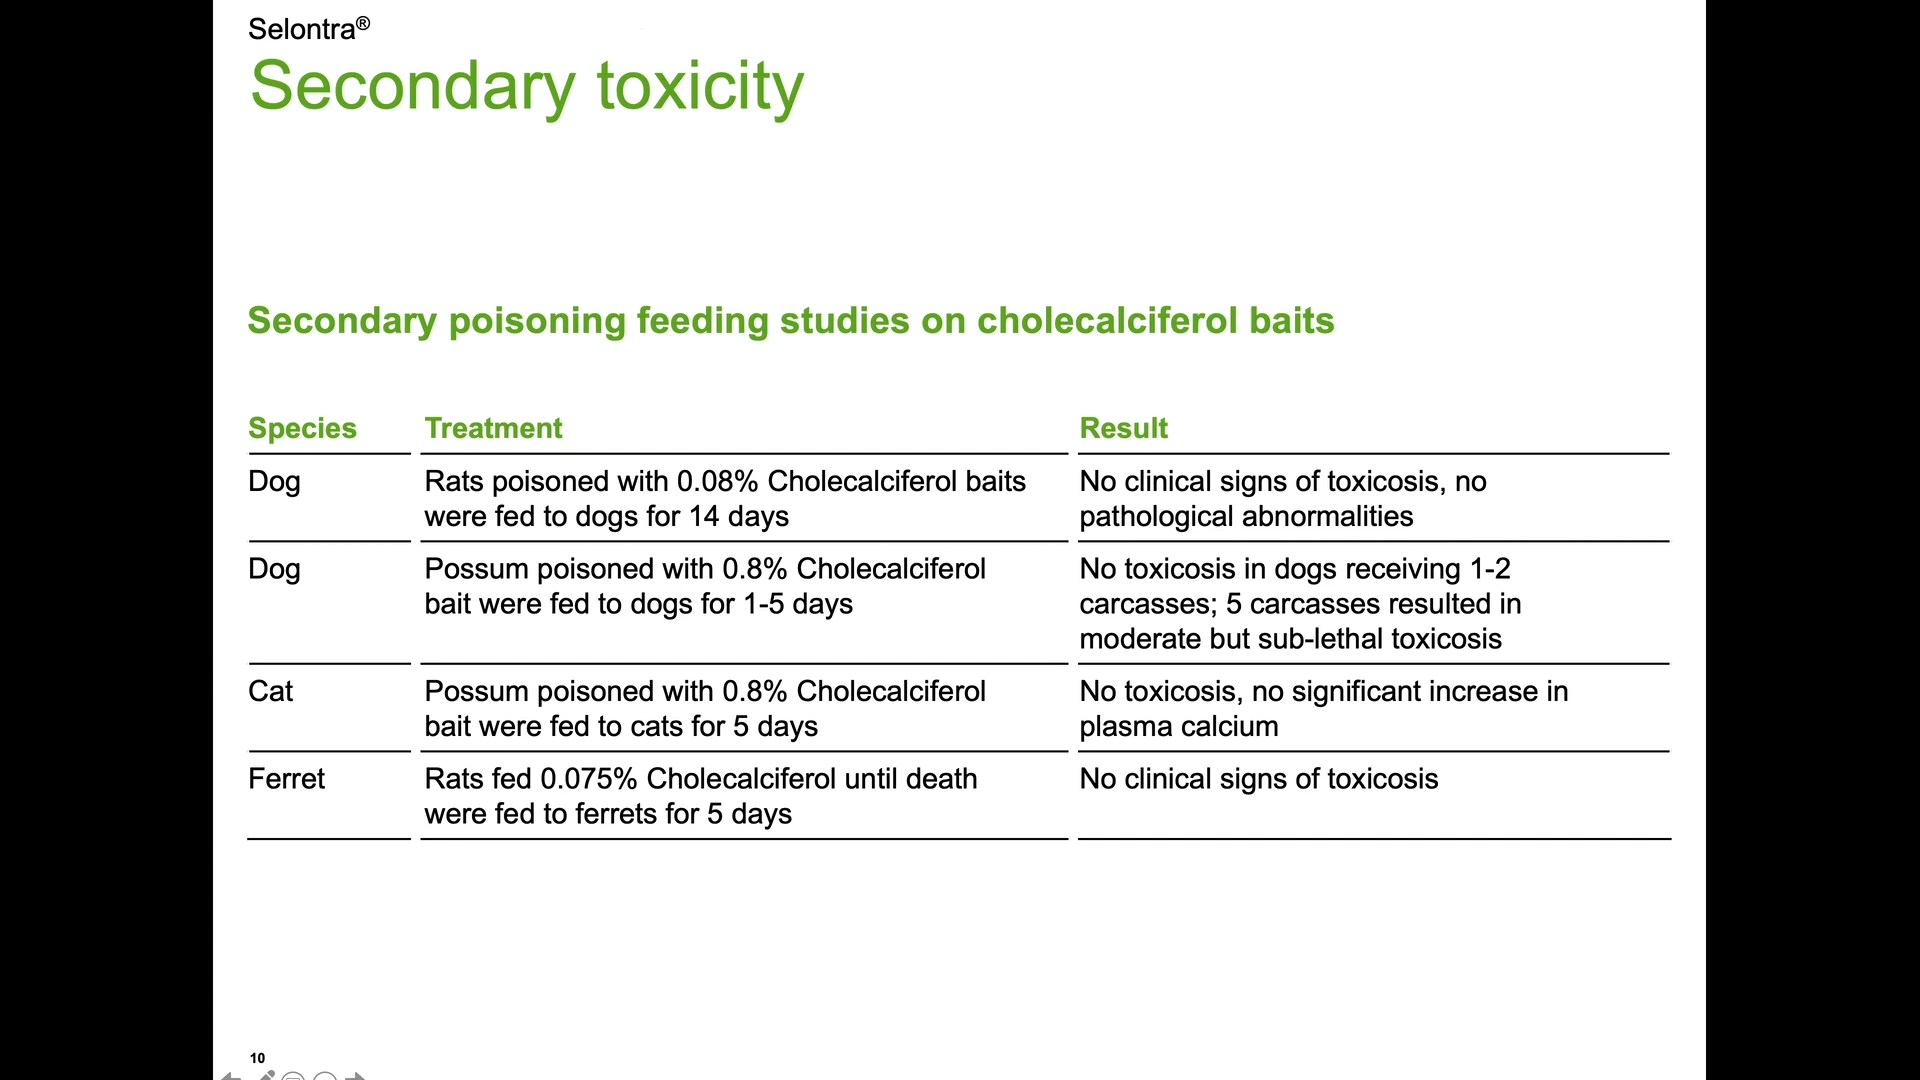 Selontra®
Secondary toxicity
Secondary poisoning feeding studies on cholecalciferol baits
Species Treatment Result
Dog Rats poisoned with 0.08% Cholecalciferol baits No clinical signs of toxicosis, no
were fed to dogs for 14 days pathological abnormalities
Dog Possum poisoned with 0.8% Cholecalciferol No toxicosis in dogs receiving 1-2
bait were fed to dogs for 1-5 days carcasses; 5 carcasses resulted in
moderate but sub-lethal toxicosis
Cat Possum poisoned with 0.8% Cholecalciferol No toxicosis, no significant increase in
bait were fed to cats for 5 days plasma calcium
Ferret Rats fed 0.075% Cholecalciferol until death No clinical signs of toxicosis
were fed to ferrets for 5 days
10